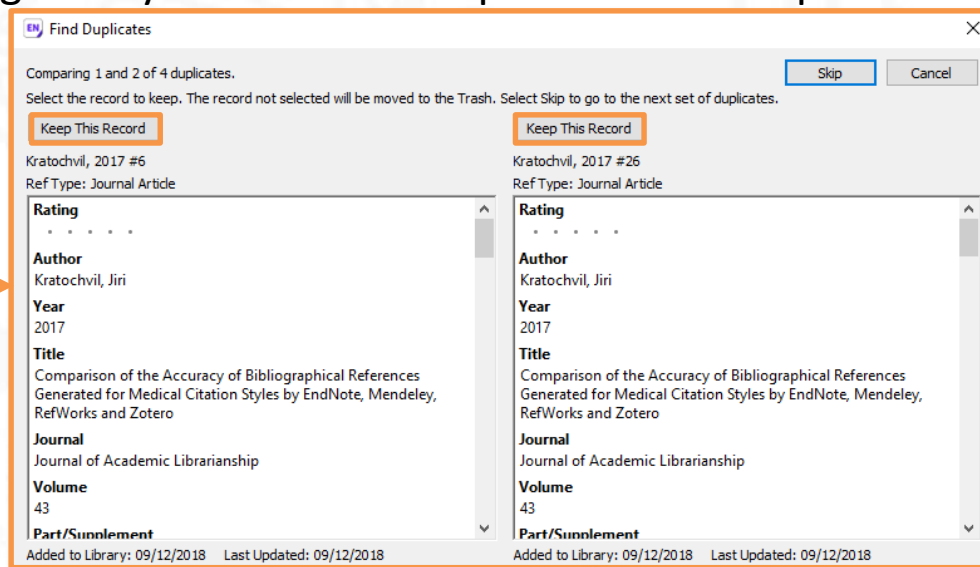 EN Find Duplicates
Comparing 1 and 2 of 4 duplicates.
Skip Cancel
Select the record to keep. The record not selected will be moved to the Trash. Select Skip to go to the next set of duplicates.
Keep This Record
Kratochvil, 2017 #6
Ref Type: Journal Article
Rating
Author
Kratochvil, Jiri
Year
2017
Title
Comparison of the Accuracy of Bibliographical References
Generated for Medical Citation Styles by EndNote, Mendeley,
RefWorks and Zotero
Journal
Journal of Academic Librarianship
Volume
43
Part/Supplement
Added to Library: 09/12/2018 Last Updated: 09/12/2018
Keep This Record
Kratochvil, 2017 #26
Ref Type: Journal Article
Rating
Author
Kratochvil, Jiri
Year
2017
Title
Comparison of the Accuracy of Bibliographical References
Generated for Medical Citation Styles by EndNote, Mendeley,
RefWorks and Zotero
Journal
Journal of Academic Librarianship
Volume
43
Part/Supplement
Added to Library: 09/12/2018 Last Updated: 09/12/2018